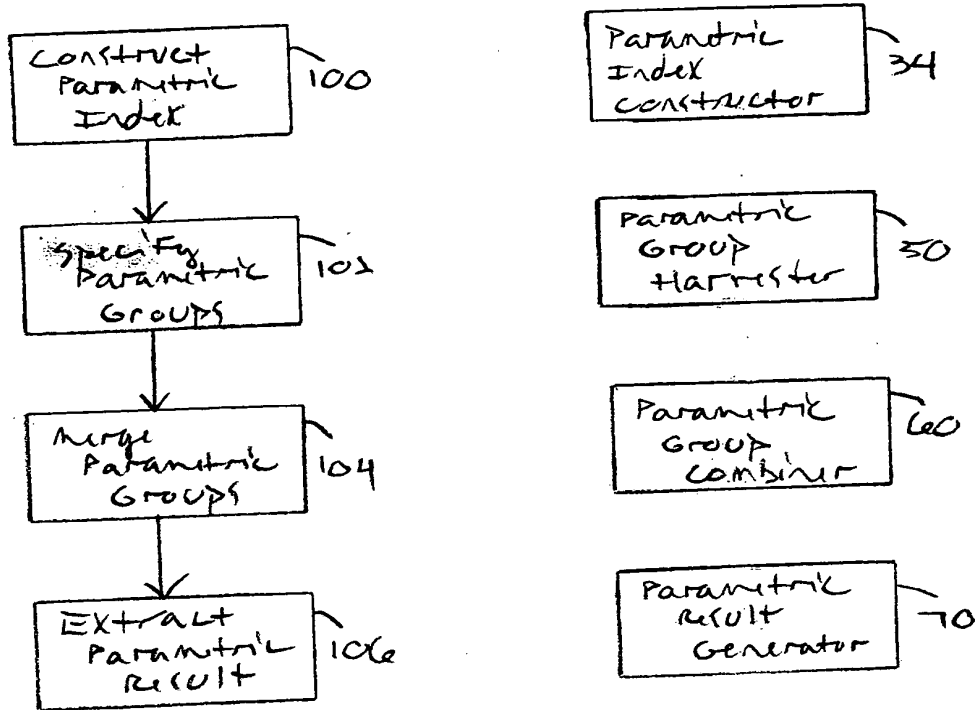 Construct
Parametric
Index
100
Specify
Parametric
Groups
102
Merge
Parametric
Groups
104
Extract
Parametric
Result
106
Parametric
Index
Constructor
34
Parametric
Group
Harvester
50
Parametric
Group
Combiner
60
Parametric
Result
Generator
70